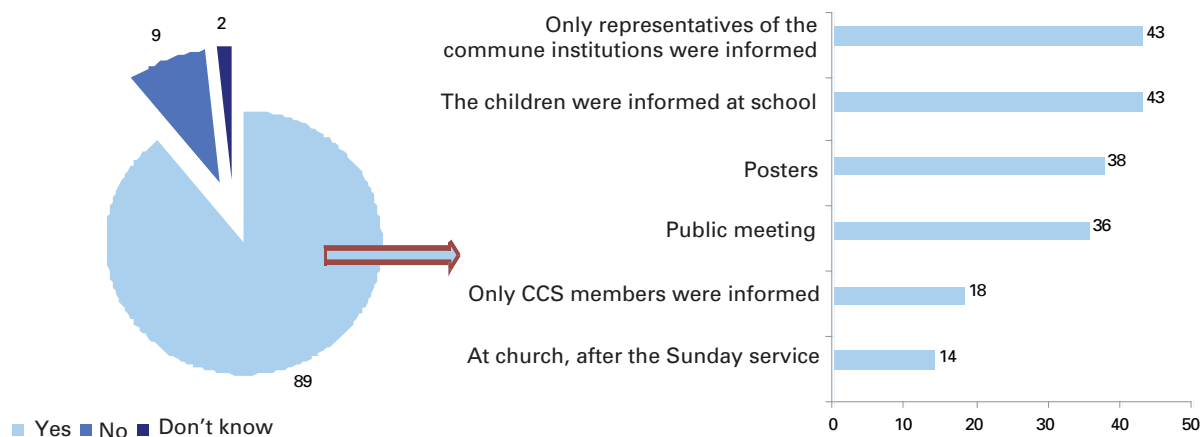 9
2
89
Yes No Don't know
Only representatives of the
commune institutions were informed
43
The children were informed at school
43
Posters
38
Public meeting
36
Only CCS members were informed
18
At church, after the Sunday service
14
0 10 20 30 40 50